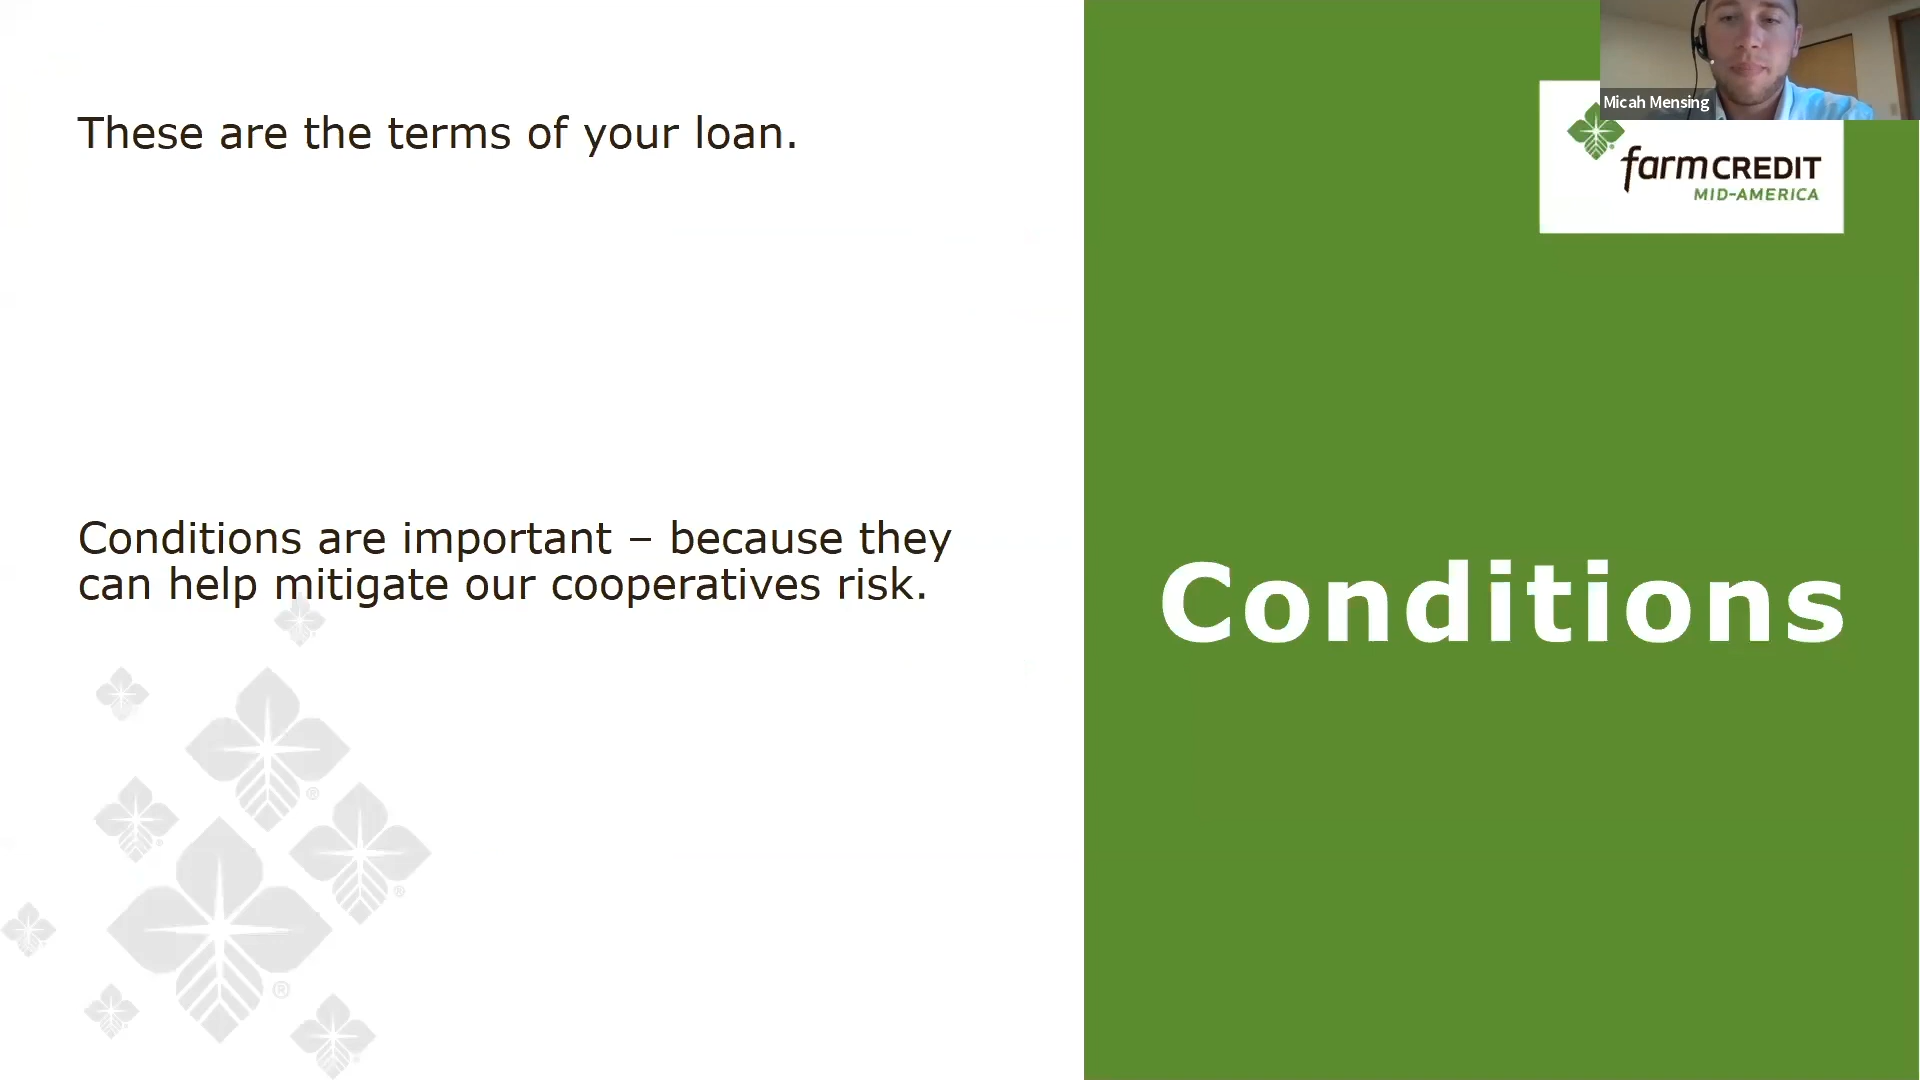 These are the terms of your loan.
Conditions are important – because they
can help mitigate our cooperatives risk.
Micah Mensing
farm CREDIT
MID-AMERICA
Conditions
®
®
®